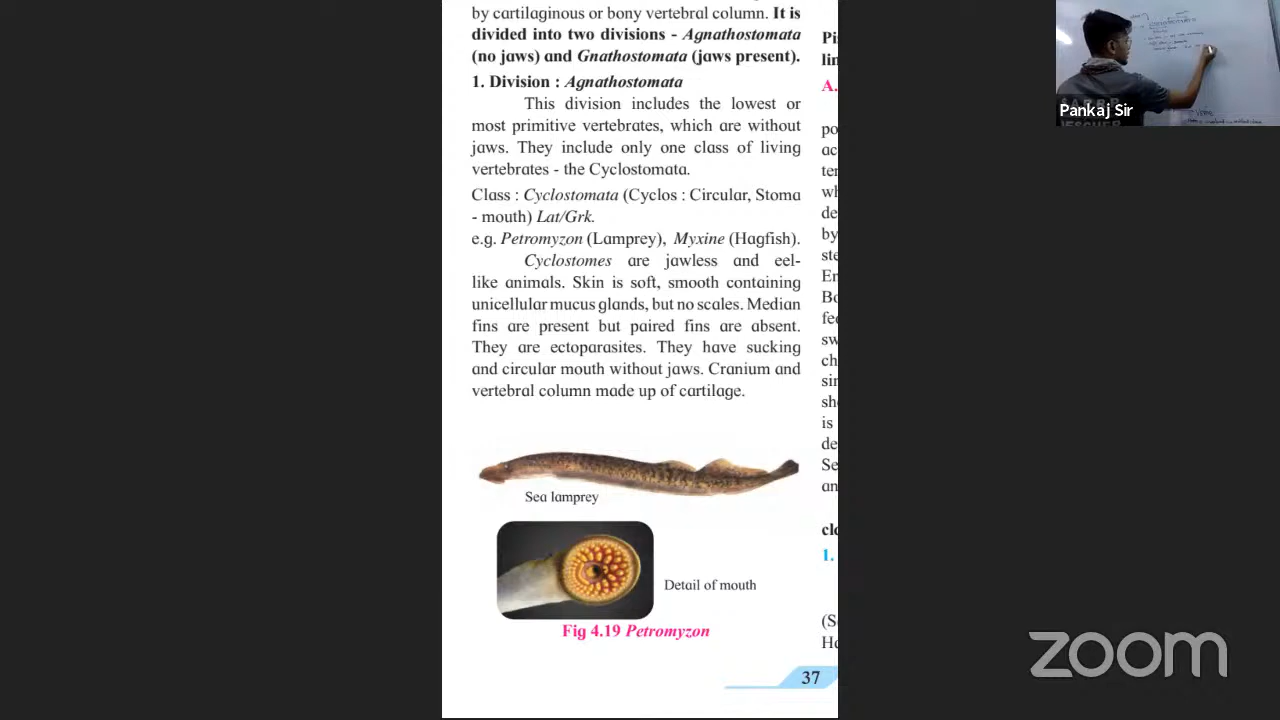 by cartilaginous or bony vertebral column. It is
divided into two divisions - Agnathostomata
(no jaws) and Gnathostomata (jaws present).
1. Division : Agnathostomata
This division includes the lowest or
most primitive vertebrates, which are without
jaws. They include only one class of living
vertebrates - the Cyclostomata.
Class : Cyclostomata (Cyclos : Circular, Stoma
- mouth) Lat/Grk.
e.g. Petromyzon (Lamprey), Myxine (Hagfish).
Cyclostomes are jawless and eel-
like animals. Skin is soft, smooth containing
unicellular mucus glands, but no scales. Median
fins are present but paired fins are absent.
They are ectoparasites. They have sucking
and circular mouth without jaws. Cranium and
vertebral column made up of cartilage.
Sea lamprey
Detail of mouth
Fig 4.19 Petromyzon
37
A.
1.
Pankaj Sir
zoom